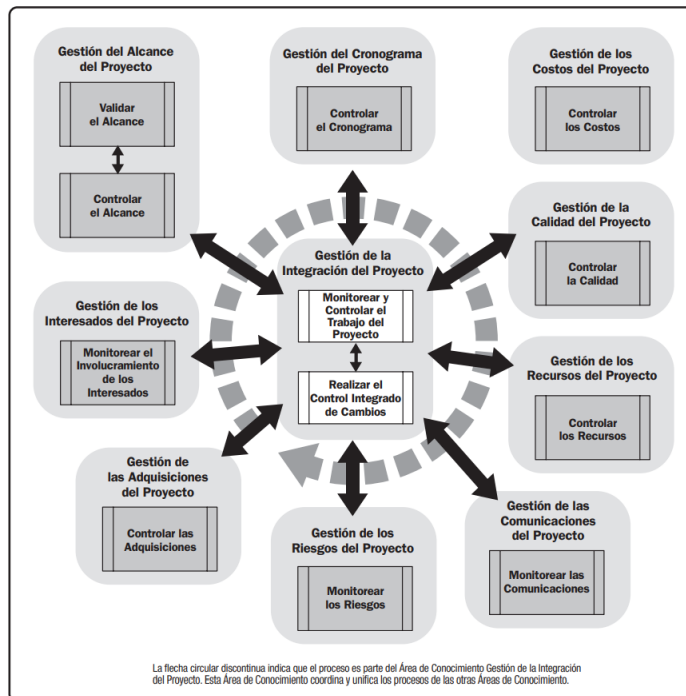 Gestión del Alcance
del Proyecto
Validar
el Alcance
Controlar
el Alcance
Gestión del Cronograma
del Proyecto
Controlar
el Cronograma
Gestión de los
Costos del Proyecto
Controlar
los Costos
Gestión de la
Calidad del Proyecto
Controlar
la Calidad
Gestión de la
Integración del Proyecto
Monitorear y
Controlar el
Trabajo del
Proyecto
Realizar el
Control Integrado
de Cambios
Gestión de los
Interesados del Proyecto
Monitorear el
Involucramiento
de los
Interesados
Gestión de los
Recursos del Proyecto
Controlar
los Recursos
Gestión de
las Adquisiciones
del Proyecto
Controlar las
Adquisiciones
Gestión de los
Riesgos del Proyecto
Monitorear
los Riesgos
Gestión de las
Comunicaciones
del Proyecto
Monitorear las
Comunicaciones
La flecha circular discontinua indica que el proceso es parte del Área de Conocimiento Gestión de la Integración
del Proyecto. Esta Área de Conocimiento coordina y unifica los procesos de las otras Áreas de Conocimiento.